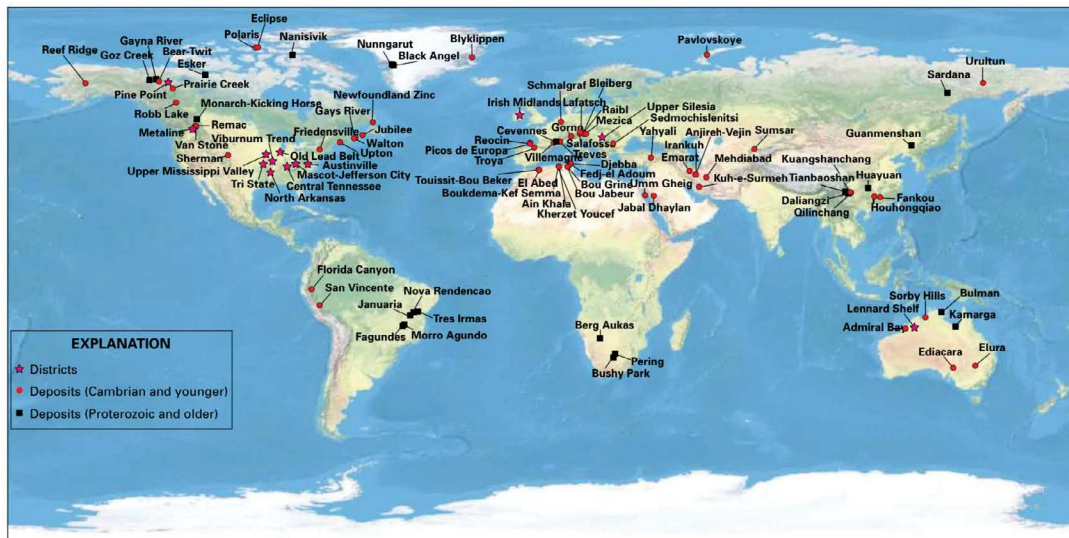 Eclipse
Polaris
Nanisivik
Gayna River
Bear-Twit
Reef Ridge
Goz Creek
Esker
Nunngarut
Black Angel
Blyklippen
Pavlovskoye
Urultun
Sardana
Prairie Creek
Pine Point
Monarch-Kicking Horse
Robb Lake
Newfoundland Zinc
Gays River
Remac
Metaline
Van Stone
Viburnum Trend
Friedensville
Jubilee
Walton
Upton
Sherman
Old Lead Belt
Austinville
Upper Mississippi Valley
Mascot-Jefferson City
Tri State
Central Tennessee
North Arkansas
Schmalgraf
Bleiberg
Irish Midlands
Lafatsch
Raibl
Mezica
Upper Silesia
Sedmochislenitsi
Cevennes
Gorno
Reocin
Salafossa
Picos de Europa
Treves
Troya
Villemagne
Djebba
Yahyali
Anjireh-Vejin
Sumsar
Irankuh
Emarat
Mehdiabad
Kuangshanchang
Guanmenshan
Touissit-Bou Beker
Fedj-el Adoum
El Abed
Bou Grine
Umm Gheig
Kuh-e-Surmeh
Tianbaoshan
Huayuan
Boukdema-Kef Semma
Bou Jabeur
Ain Khala
Kherzet Youcef
Jabal Dhaylan
Daliangzi
Fankou
Qilinchang
Houhongqiao
Florida Canyon
San Vincente
Nova Rendencao
Januaria
Tres Irmas
Fagundes
Morro Agundo
Berg Aukas
Pering
Bushy Park
Sorby Hills
Bulman
Lennard Shelf
Kamarga
Admiral Bay
Ediacara
Elura
EXPLANATION
Districts
Deposits (Cambrian and younger)
Deposits (Proterozoic and older)